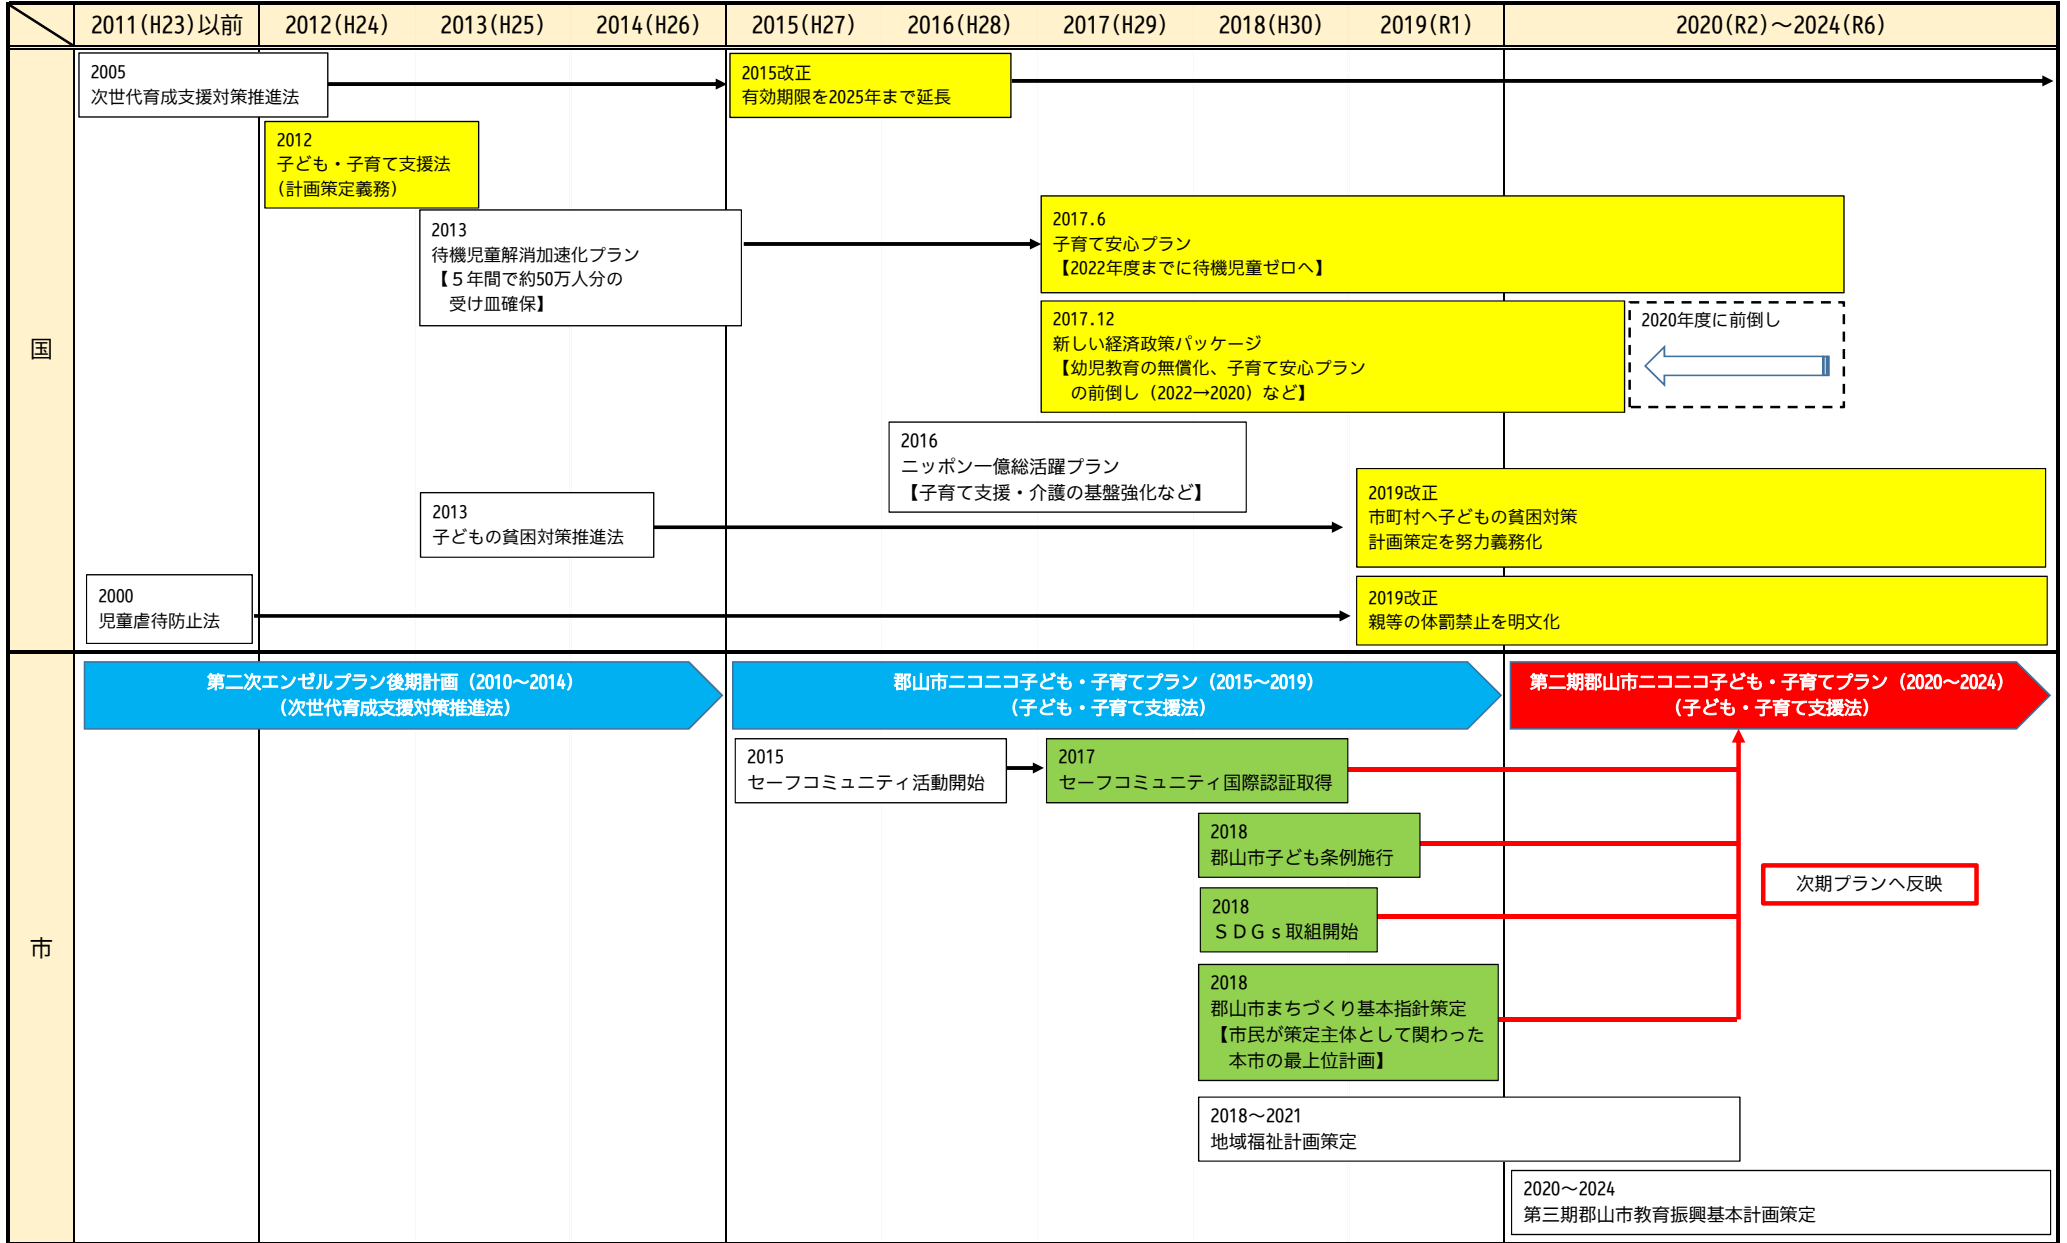 2011(H23)以前
2012(H24)
2013(H25)
2014(H26)
2015(H27)
2016(H28)
2017(H29)
2018(H30)
2019(R1)
2020(R2)～2024(R6)
国
2005
次世代育成支援対策推進法
2015改正
有効期限を2025年まで延長
2012
子ども・子育て支援法
(計画策定義務)
2013
待機児童解消加速化プラン
【５年間で約50万人分の
受け皿確保】
2017.6
子育て安心プラン
【2022年度までに待機児童ゼロへ】
2017.12
新しい経済政策パッケージ
【幼児教育の無償化、子育て安心プラン
の前倒し（2022→2020）など】
2020年度に前倒し
2016
ニッポン一億総活躍プラン
【子育て支援・介護の基盤強化など】
2013
子どもの貧困対策推進法
2019改正
市町村へ子どもの貧困対策
計画策定を努力義務化
2000
児童虐待防止法
2019改正
親等の体罰禁止を明文化
市
第二次エンゼルプラン後期計画（2010～2014）
（次世代育成支援対策推進法）
郡山市ニコニコ子ども・子育てプラン（2015～2019）
（子ども・子育て支援法）
第二期郡山市ニコニコ子ども・子育てプラン（2020～2024）
（子ども・子育て支援法）
2015
セーフコミュニティ活動開始
2017
セーフコミュニティ国際認証取得
2018
郡山市子ども条例施行
2018
ＳＤＧｓ取組開始
次期プランへ反映
2018
郡山市まちづくり基本指針策定
【市民が策定主体として関わった
本市の最上位計画】
2018～2021
地域福祉計画策定
2020～2024
第三期郡山市教育振興基本計画策定